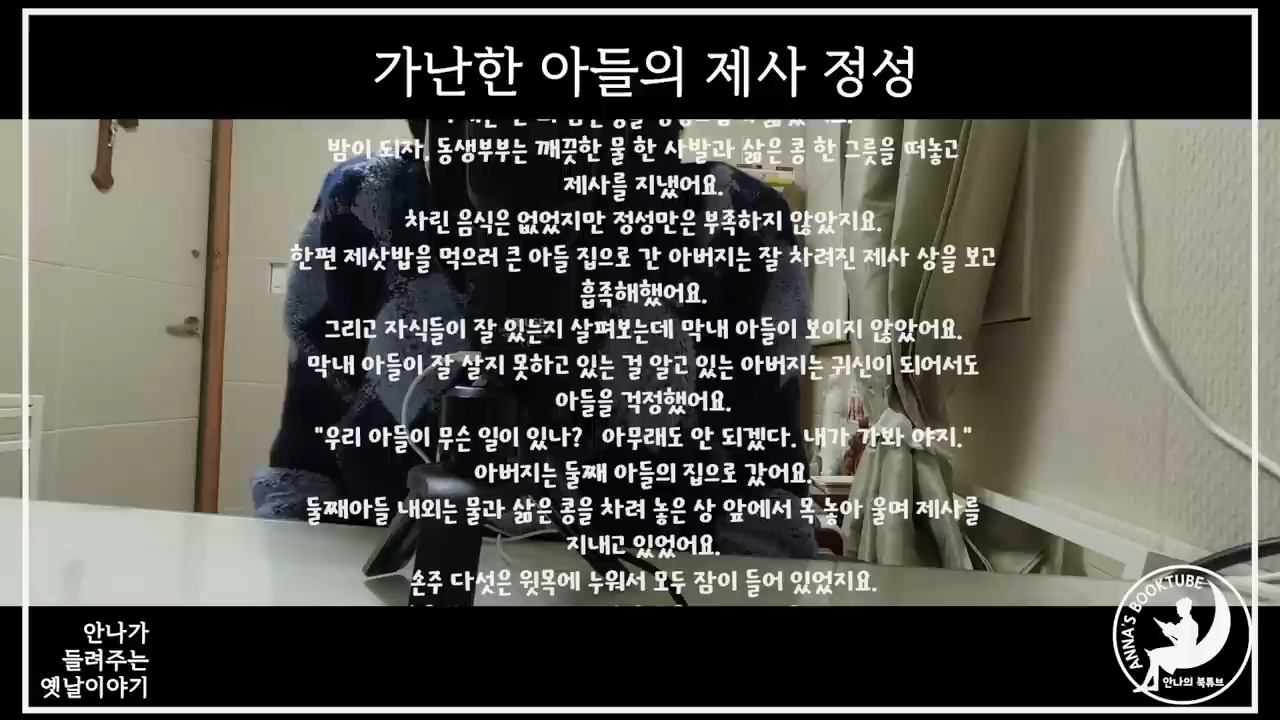 가난한 아들의 제사 정성
밤이 되자, 동생부부는 깨끗한 물 한 사발과 삶은 콩 한 그릇을 떠놓고
제사를 지냈어요.
차린 음식은 없었지만 정성만은 부족하지 않았지요.
한편 제삿밥을 먹으러 큰 아들 집으로 간 아버지는 잘 차려진 제사 상을 보고
흡족해했어요.
그리고 자식들이 잘 있는지 살펴보는데 막내 아들이 보이지 않았어요.
막내 아들이 잘 살지 못하고 있는 걸 알고 있는 아버지는 귀신이 되어서도
아들을 걱정했어요.
"우리 아들이 무슨 일이 있나? 아무래도 안 되겠다. 내가 가봐 야지."
아버지는 둘째 아들의 집으로 갔어요.
둘째아들 내외는 물과 삶은 콩을 차려 놓은 상 앞에서 목 놓아 울며 제사를
지내고 있었어요.
손주 다섯은 윗목에 누워서 모두 잠이 들어 있었지요.
안나가
들려주는
옛날이야기
ANNA'S BOOKTUBE
안나의 북튜브